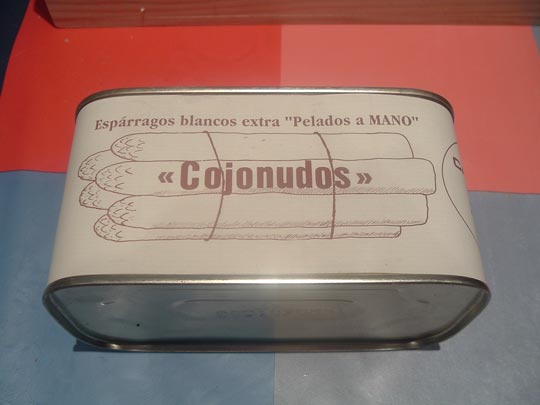 Espárragos blancos extra "Pelados a MANO"
«Cojonudos»